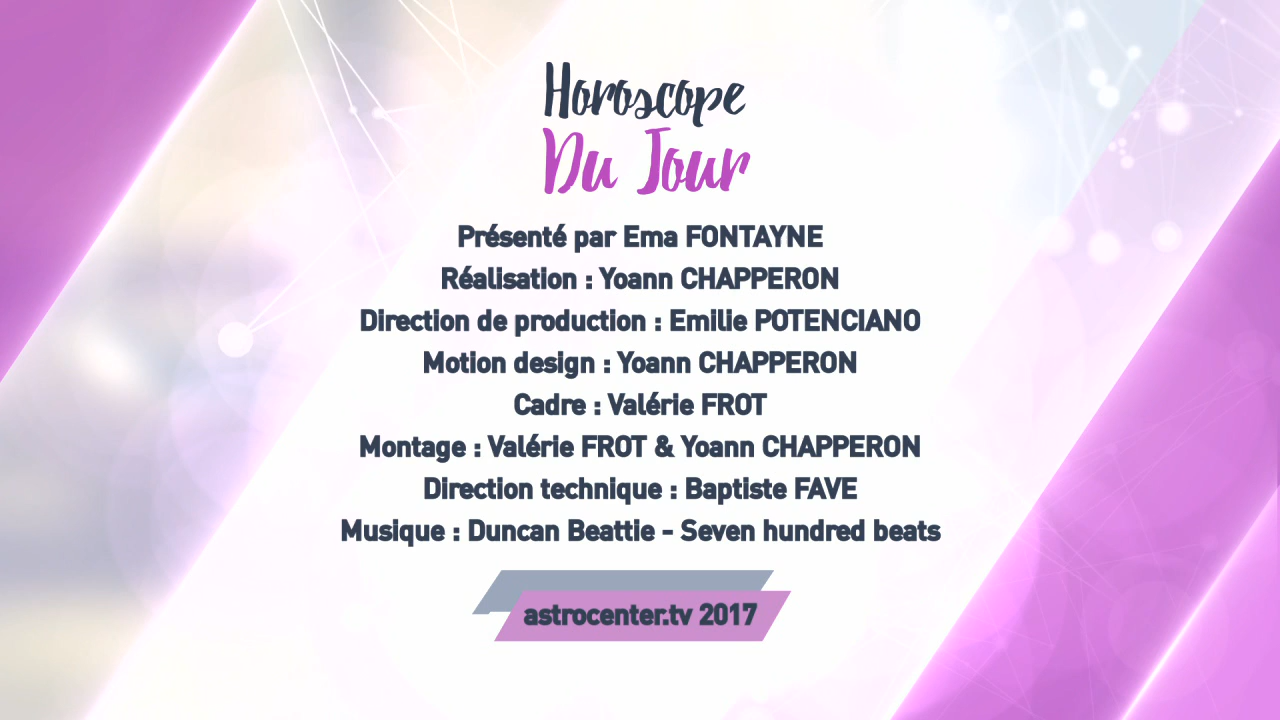 Horoscope
Du Jour
Présenté par Ema FONTAYNE
Réalisation : Yoann CHAPPERON
Direction de production : Emilie POTENCIANO
Motion design : Yoann CHAPPERON
Cadre : Valérie FROT
Montage : Valérie FROT & Yoann CHAPPERON
Direction technique : Baptiste FAVE
Musique : Duncan Beattie - Seven hundred beats
astrocenter.tv 2017